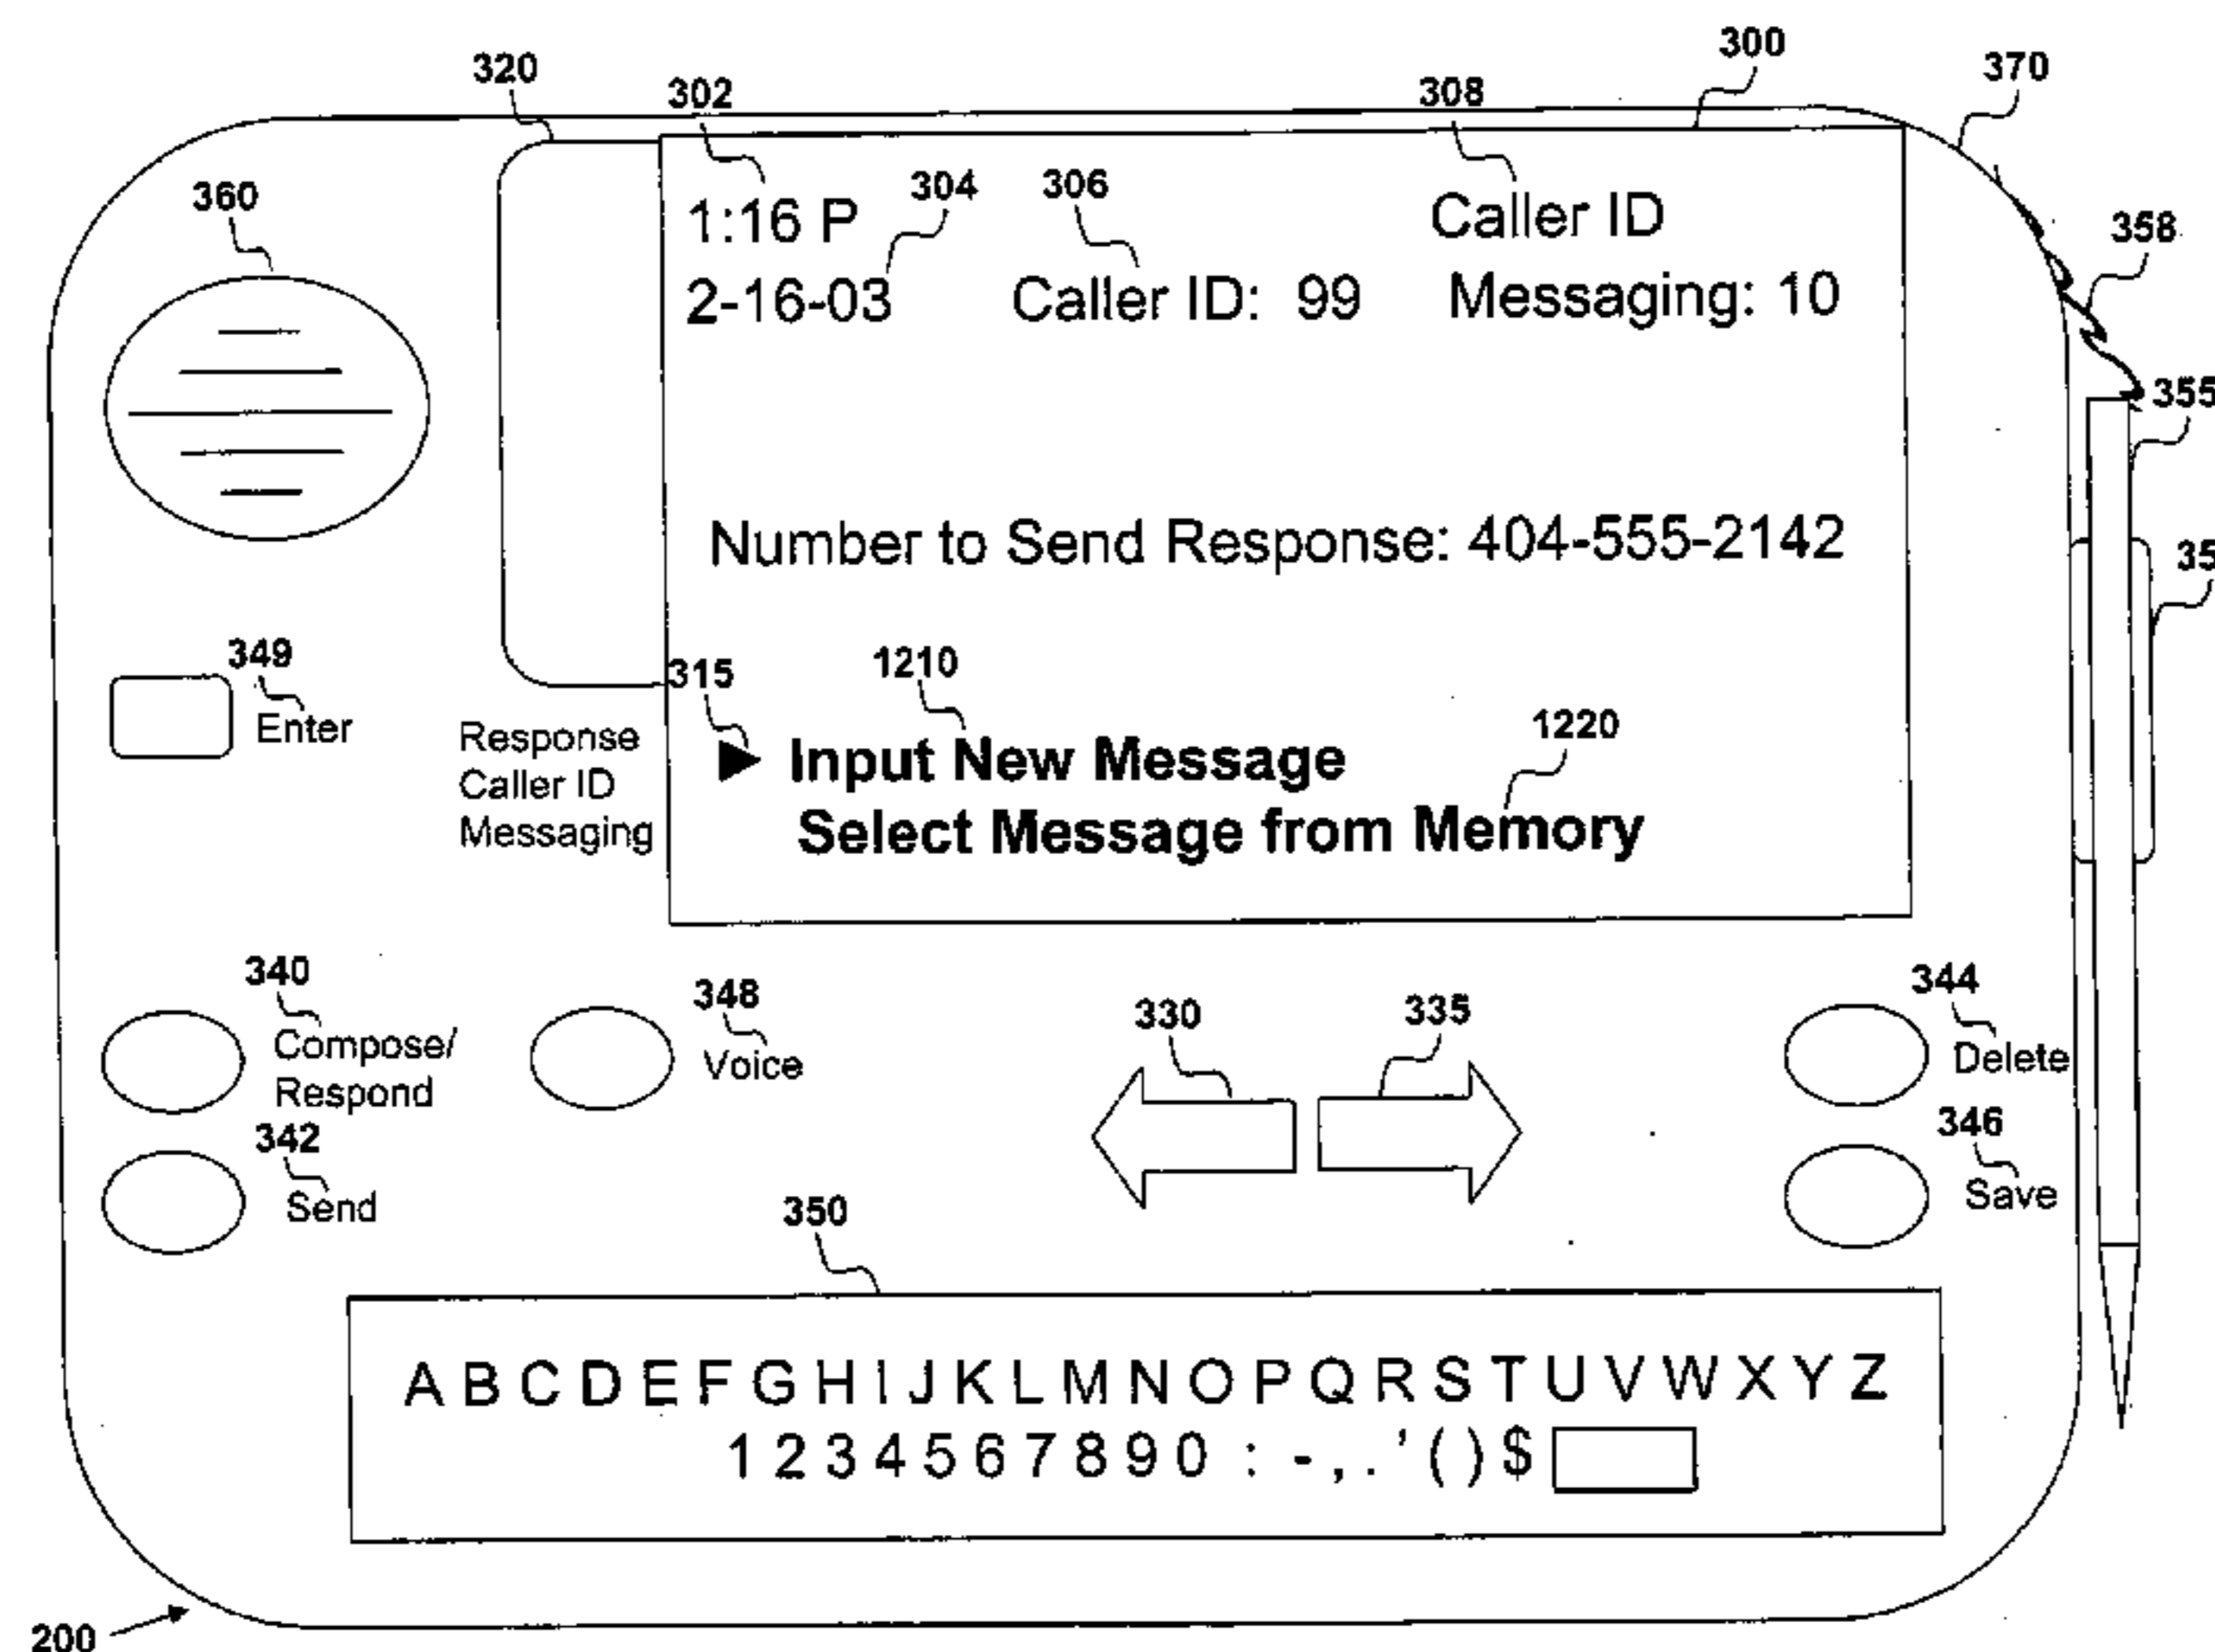 300
320
302
308
370
360
304
306
358
1:16 P
Caller ID
2-16-03
Caller ID: 99
Messaging: 10
355
Number to Send Response: 404-555-2142
349
Enter
315
1210
1220
Response
Caller ID
Messaging
▶ Input New Message
Select Message from Memory
340
Compose/
Respond
348
Voice
330
335
344
Delete
342
Send
346
Save
350
A B C D E F G H I J K L M N O P Q R S T U V W X Y Z
1 2 3 4 5 6 7 8 9 0 : - , . ' ( ) $
200